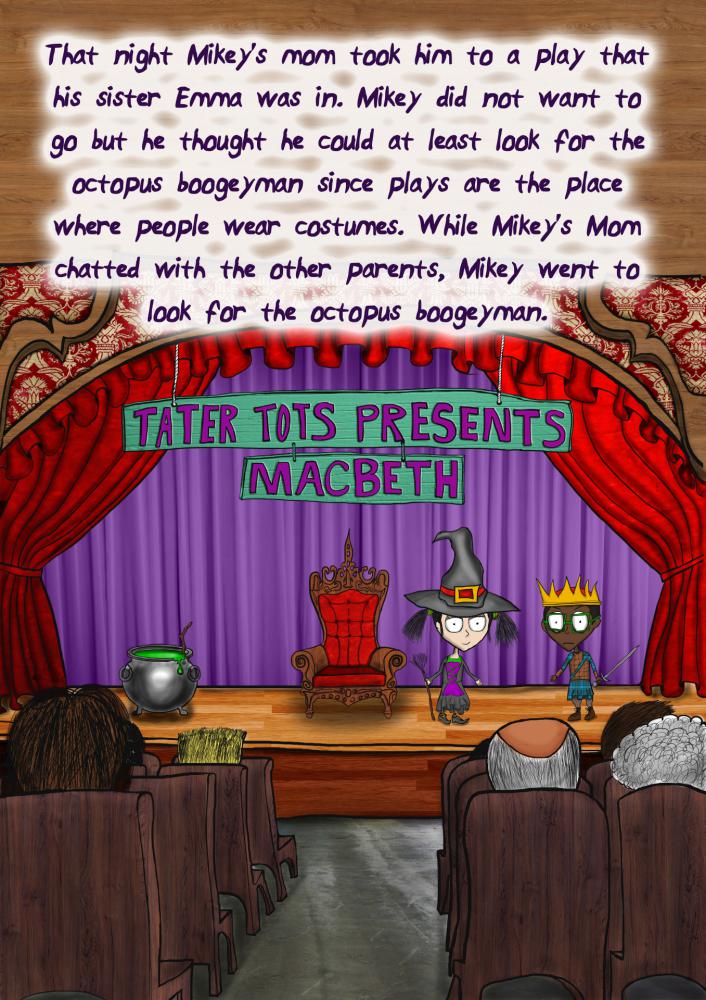 That night Mikey's mom took him to a play that
his sister Emma was in. Mikey did not want to
go but he thought he could at least look for the
octopus boogeyman since plays are the place
where people wear costumes. While Mikey's Mom
chatted with the other parents, Mikey went to
look for the octopus boogeyman.
TATER TOTS PRESENTS
MACBETH